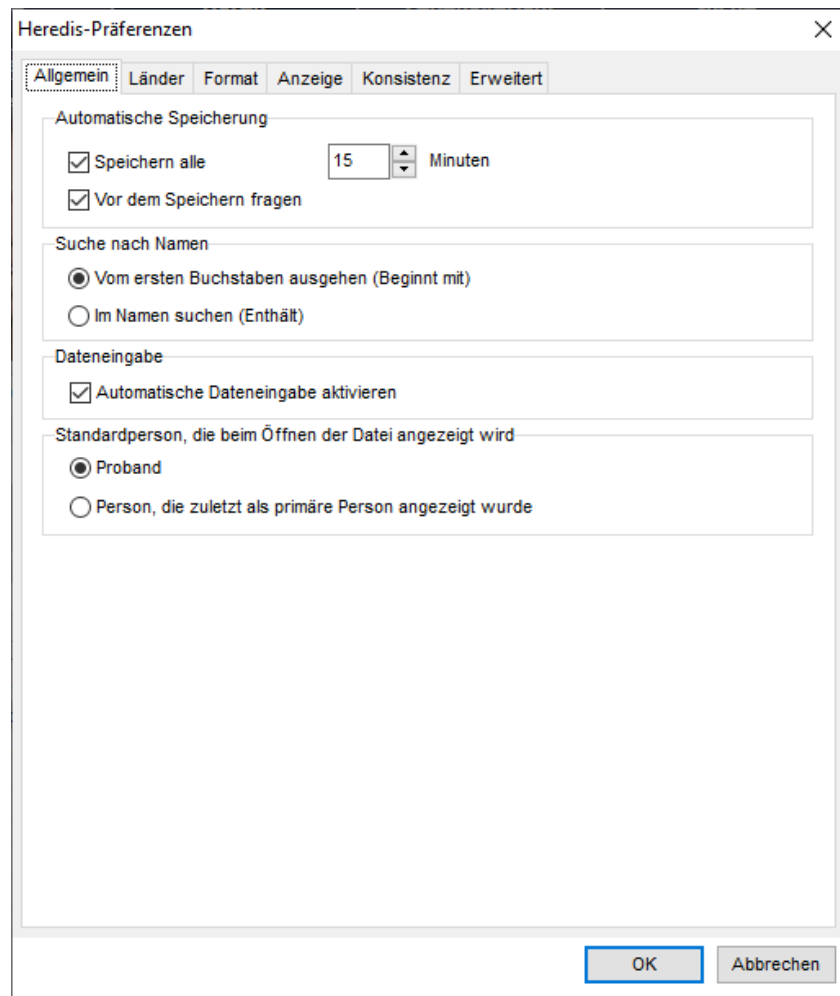 Heredis-Präferenzen
Allgemein Länder Format Anzeige Konsistenz Erweitert
Automatische Speicherung
Speichern alle 15 Minuten
Vor dem Speichern fragen
Suche nach Namen
Vom ersten Buchstaben ausgehen (Beginnt mit)
Im Namen suchen (Enthält)
Dateneingabe
Automatische Dateneingabe aktivieren
Standardperson, die beim Öffnen der Datei angezeigt wird
Proband
Person, die zuletzt als primäre Person angezeigt wurde
OK Abbrechen